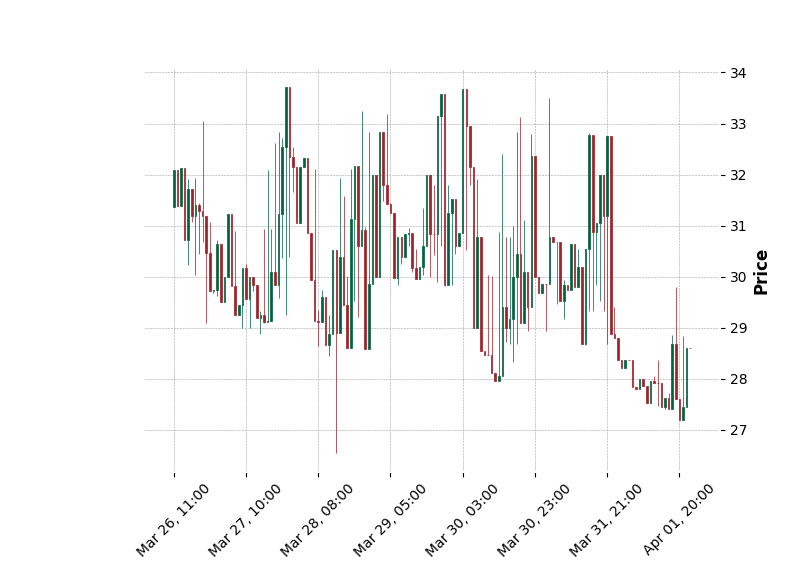 34
33
32
31
30
29
28
27
Price
Mar 26, 11:00
Mar 27, 10:00
Mar 28, 08:00
Mar 29, 05:00
Mar 30, 03:00
Mar 30, 23:00
Mar 31, 21:00
Apr 01, 20:00